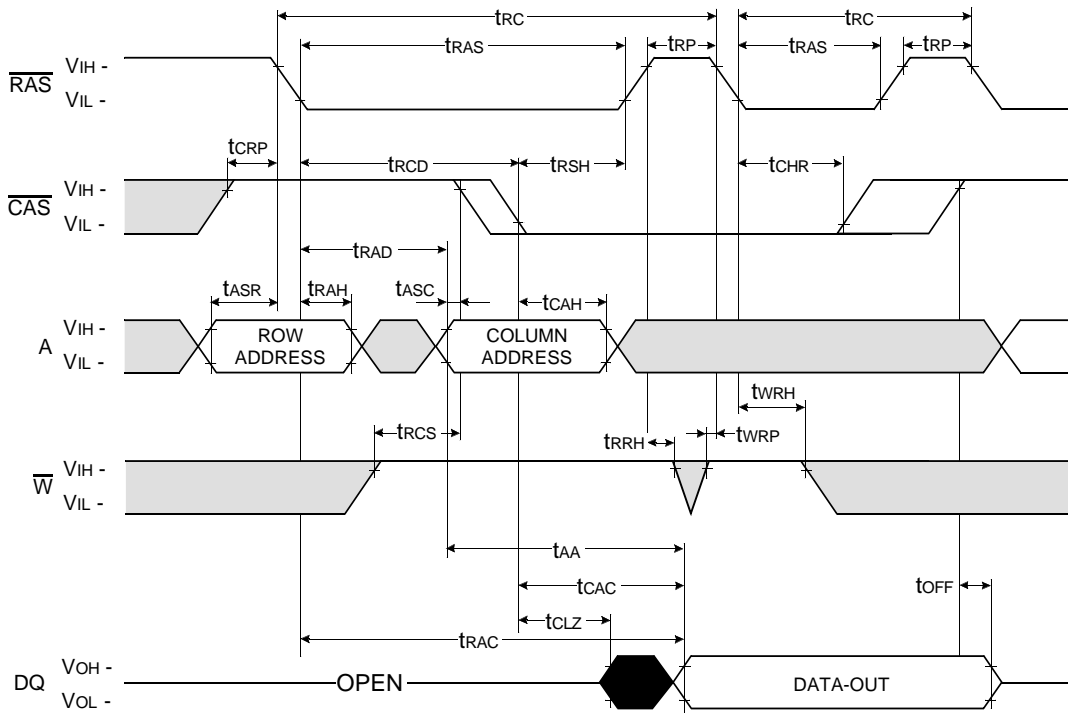 tRC tRC
tRAS tRP tRAS tRP
RAS VIH -
VIL -
tCRP tRCD tRSH tCHR
CAS VIH -
VIL -
tRAD
tASR tRAH tASC tCAH
A VIH -
VIL -
ROW
ADDRESS
COLUMN
ADDRESS
tWRH
tRCS tRRH tWRP
W VIH -
VIL -
tAA
tCAC tOFF
tCLZ
tRAC
DQ VOH -
VOL -
OPEN DATA-OUT